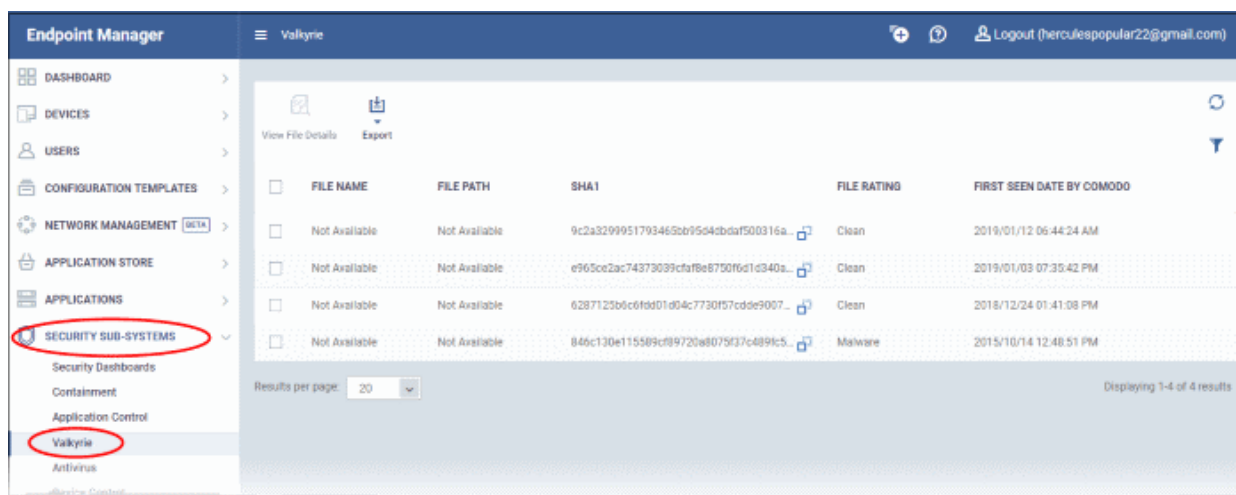 Endpoint Manager
Valkyrie
Logout (herculespopular22@gmail.com)
DASHBOARD
DEVICES
USERS
CONFIGURATION TEMPLATES
NETWORK MANAGEMENT BETA
APPLICATION STORE
APPLICATIONS
SECURITY SUB-SYSTEMS
Security Dashboards
Containment
Application Control
Valkyrie
Antivirus
Device Control
View File Details
Export
FILE NAME FILE PATH SHA1 FILE RATING FIRST SEEN DATE BY COMODO
Not Available Not Available 9c2a3299951793465bb95d4dbdaf500316a... Clean 2019/01/12 06:44:24 AM
Not Available Not Available e965ce2ac74373039cfaf8e8750f6d1d340a... Clean 2019/01/03 07:35:42 PM
Not Available Not Available 6287125b6c6fdd01d04c7730f57cdde9007... Clean 2018/12/24 01:41:08 PM
Not Available Not Available 846c130e115589cf89720a8075f37c489fc5... Malware 2015/10/14 12:48:51 PM
Results per page: 20
Displaying 1-4 of 4 results